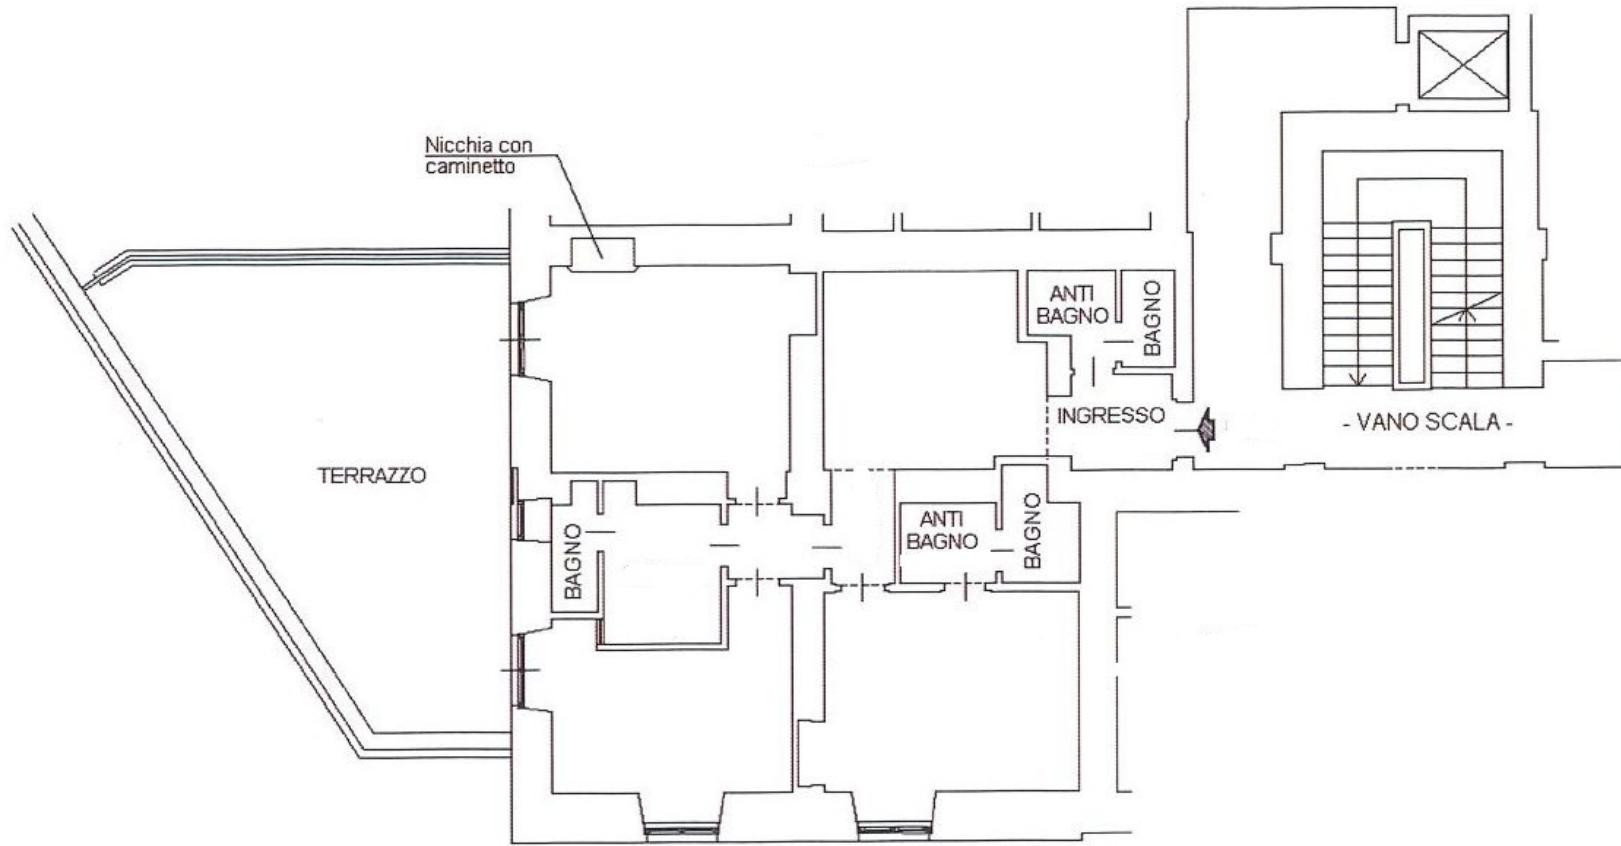 Nicchia con
caminetto
ANTI
BAGNO
BAGNO
INGRESSO
- VANO SCALA -
TERRAZZO
BAGNO
ANTI
BAGNO
BAGNO